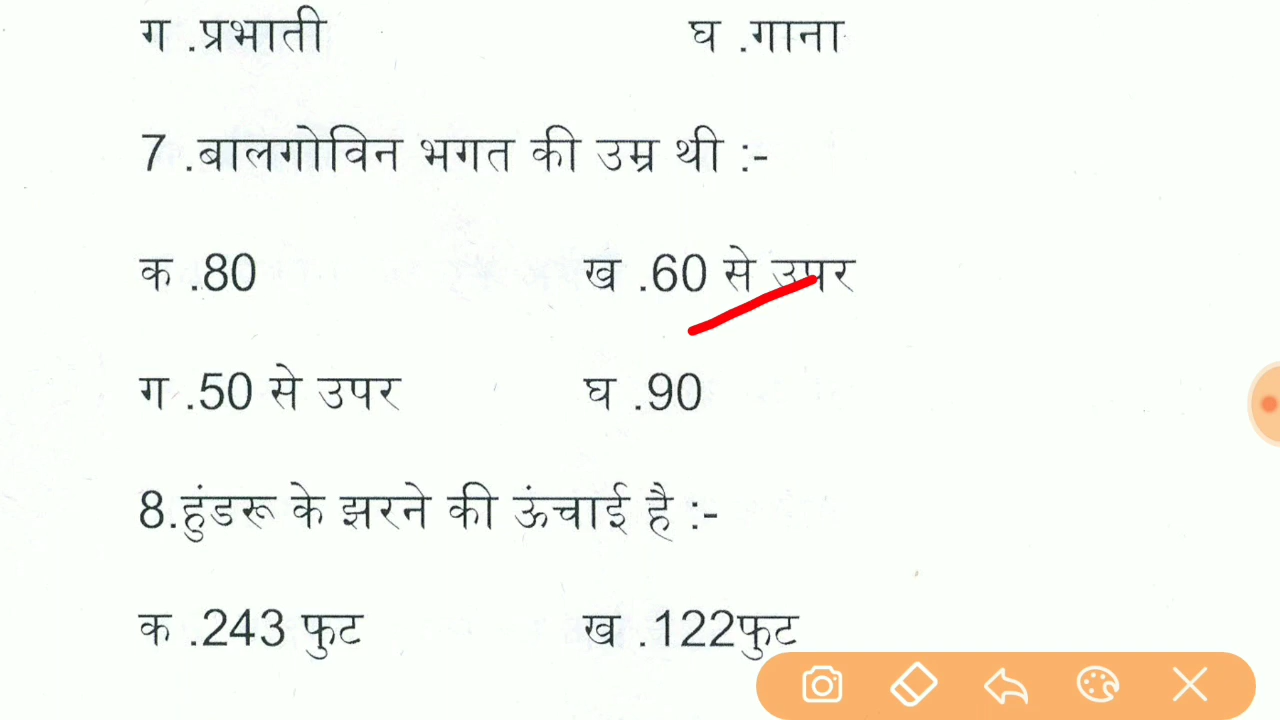 ग .प्रभाती घ .गाना
7 .बालगोविन भगत की उम्र थी :-
क .80 ख .60 से उपर
ग .50 से उपर घ .90
8.हुंडरू के झरने की ऊंचाई है :-
क .243 फुट ख .122फुट